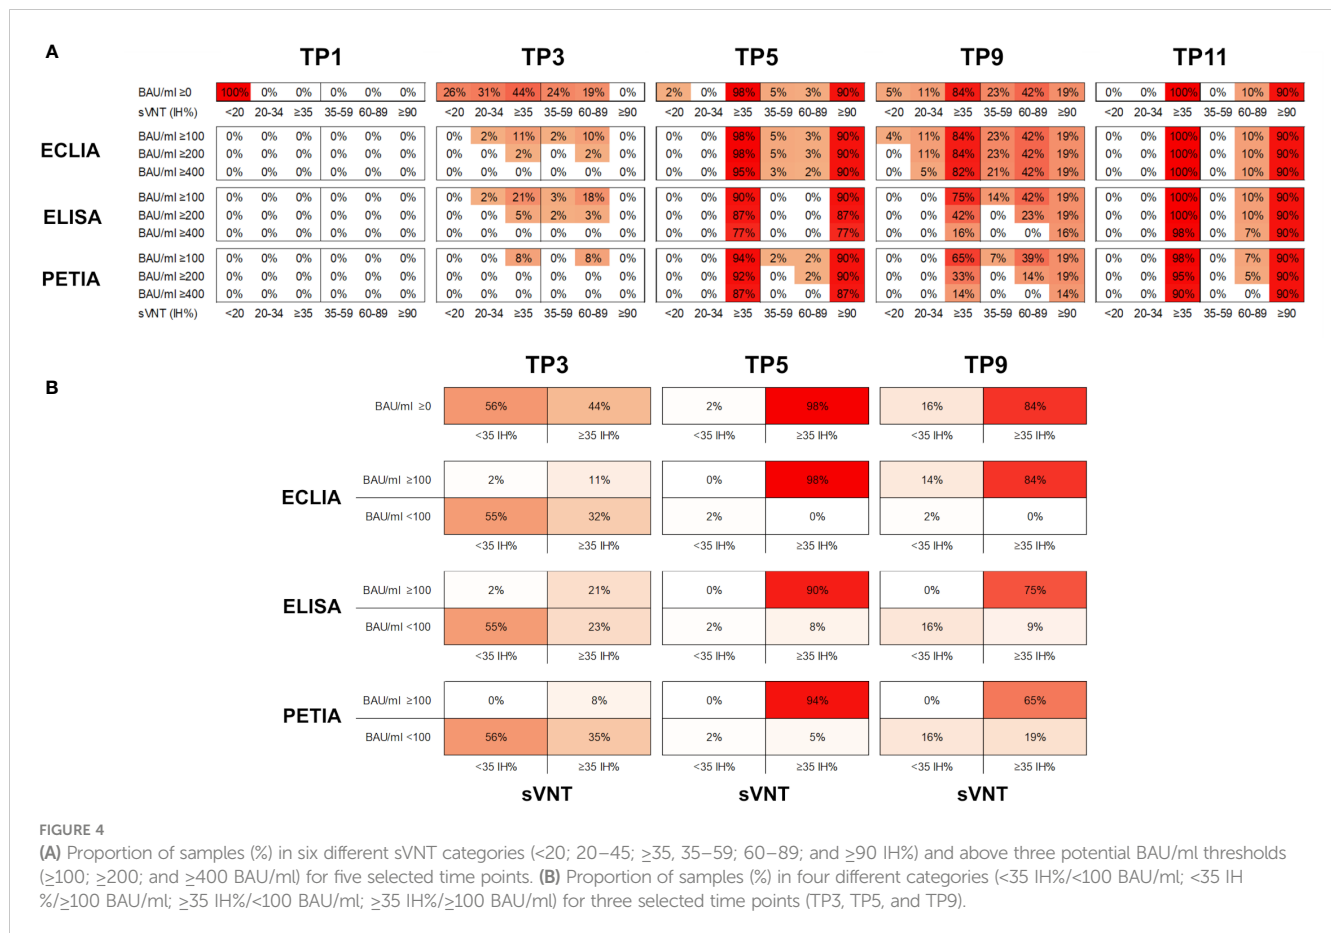 A
TP1 TP3 TP5 TP9 TP11
BAU/ml ≥0 100% 0% 0% 0% 0% 0% 26% 31% 44% 24% 19% 0% 2% 0% 98% 5% 3% 90% 5% 11% 84% 23% 42% 19% 0% 0% 100% 0% 10% 90%
sVNT (IH%) <20 20-34 ≥35 35-59 60-89 ≥90 <20 20-34 ≥35 35-59 60-89 ≥90 <20 20-34 ≥35 35-59 60-89 ≥90 <20 20-34 ≥35 35-59 60-89 ≥90 <20 20-34 ≥35 35-59 60-89 ≥90
BAU/ml ≥100 0% 0% 0% 0% 0% 0% 0% 2% 11% 2% 10% 0% 0% 0% 98% 5% 3% 90% 4% 11% 84% 23% 42% 19% 0% 0% 100% 0% 10% 90%
ECLIA BAU/ml ≥200 0% 0% 0% 0% 0% 0% 0% 0% 2% 0% 2% 0% 0% 0% 98% 5% 3% 90% 0% 11% 84% 23% 42% 19% 0% 0% 100% 0% 10% 90%
BAU/ml ≥400 0% 0% 0% 0% 0% 0% 0% 0% 0% 0% 0% 0% 0% 0% 95% 3% 2% 90% 0% 5% 82% 21% 42% 19% 0% 0% 100% 0% 10% 90%
BAU/ml ≥100 0% 0% 0% 0% 0% 0% 0% 2% 21% 3% 18% 0% 0% 0% 90% 0% 0% 90% 0% 0% 75% 14% 42% 19% 0% 0% 100% 0% 10% 90%
ELISA BAU/ml ≥200 0% 0% 0% 0% 0% 0% 0% 0% 5% 2% 3% 0% 0% 0% 87% 0% 0% 87% 0% 0% 42% 0% 23% 19% 0% 0% 100% 0% 10% 90%
BAU/ml ≥400 0% 0% 0% 0% 0% 0% 0% 0% 0% 0% 0% 0% 0% 0% 77% 0% 0% 77% 0% 0% 16% 0% 0% 16% 0% 0% 98% 0% 7% 90%
BAU/ml ≥100 0% 0% 0% 0% 0% 0% 0% 0% 8% 0% 8% 0% 0% 0% 94% 2% 2% 90% 0% 0% 65% 7% 39% 19% 0% 0% 98% 0% 7% 90%
PETIA BAU/ml ≥200 0% 0% 0% 0% 0% 0% 0% 0% 0% 0% 0% 0% 0% 0% 92% 0% 2% 90% 0% 0% 33% 0% 14% 19% 0% 0% 95% 0% 5% 90%
BAU/ml ≥400 0% 0% 0% 0% 0% 0% 0% 0% 0% 0% 0% 0% 0% 0% 87% 0% 0% 87% 0% 0% 14% 0% 0% 14% 0% 0% 90% 0% 0% 90%
sVNT (IH%) <20 20-34 ≥35 35-59 60-89 ≥90 <20 20-34 ≥35 35-59 60-89 ≥90 <20 20-34 ≥35 35-59 60-89 ≥90 <20 20-34 ≥35 35-59 60-89 ≥90 <20 20-34 ≥35 35-59 60-89 ≥90
B
TP3 TP5 TP9
BAU/ml ≥0 56% 44% 2% 98% 16% 84%
<35 IH% ≥35 IH% <35 IH% ≥35 IH% <35 IH% ≥35 IH%
ECLIA
BAU/ml ≥100 2% 11% 0% 98% 14% 84%
BAU/ml <100 55% 32% 2% 0% 2% 0%
<35 IH% ≥35 IH% <35 IH% ≥35 IH% <35 IH% ≥35 IH%
ELISA
BAU/ml ≥100 2% 21% 0% 90% 0% 75%
BAU/ml <100 55% 23% 2% 8% 16% 9%
<35 IH% ≥35 IH% <35 IH% ≥35 IH% <35 IH% ≥35 IH%
PETIA
BAU/ml ≥100 0% 8% 0% 94% 0% 65%
BAU/ml <100 56% 35% 2% 5% 16% 19%
<35 IH% ≥35 IH% <35 IH% ≥35 IH% <35 IH% ≥35 IH%
sVNT sVNT sVNT
FIGURE 4
(A) Proportion of samples (%) in six different sVNT categories (<20; 20–45; ≥35, 35–59; 60–89; and ≥90 IH%) and above three potential BAU/ml thresholds
(≥100; ≥200; and ≥400 BAU/ml) for five selected time points. (B) Proportion of samples (%) in four different categories (<35 IH%/<100 BAU/ml; <35 IH
%/≥100 BAU/ml; ≥35 IH%/<100 BAU/ml; ≥35 IH%/≥100 BAU/ml) for three selected time points (TP3, TP5, and TP9).